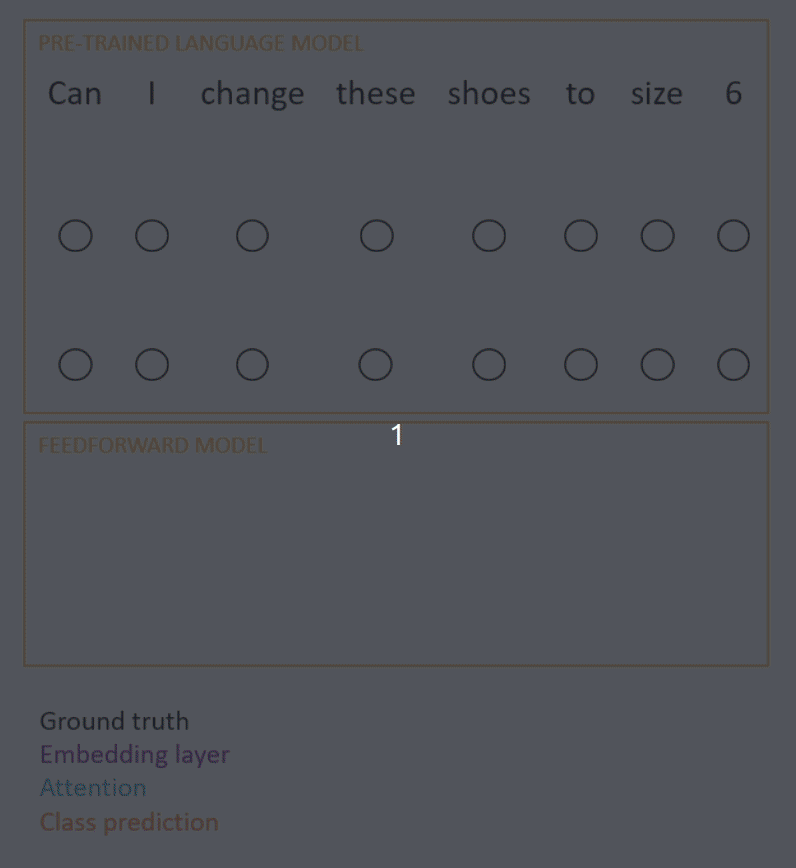 PRE-TRAINED LANGUAGE MODEL
Can I change these shoes to size 6
1
FEEDFORWARD MODEL
Ground truth
Embedding layer
Attention
Class prediction